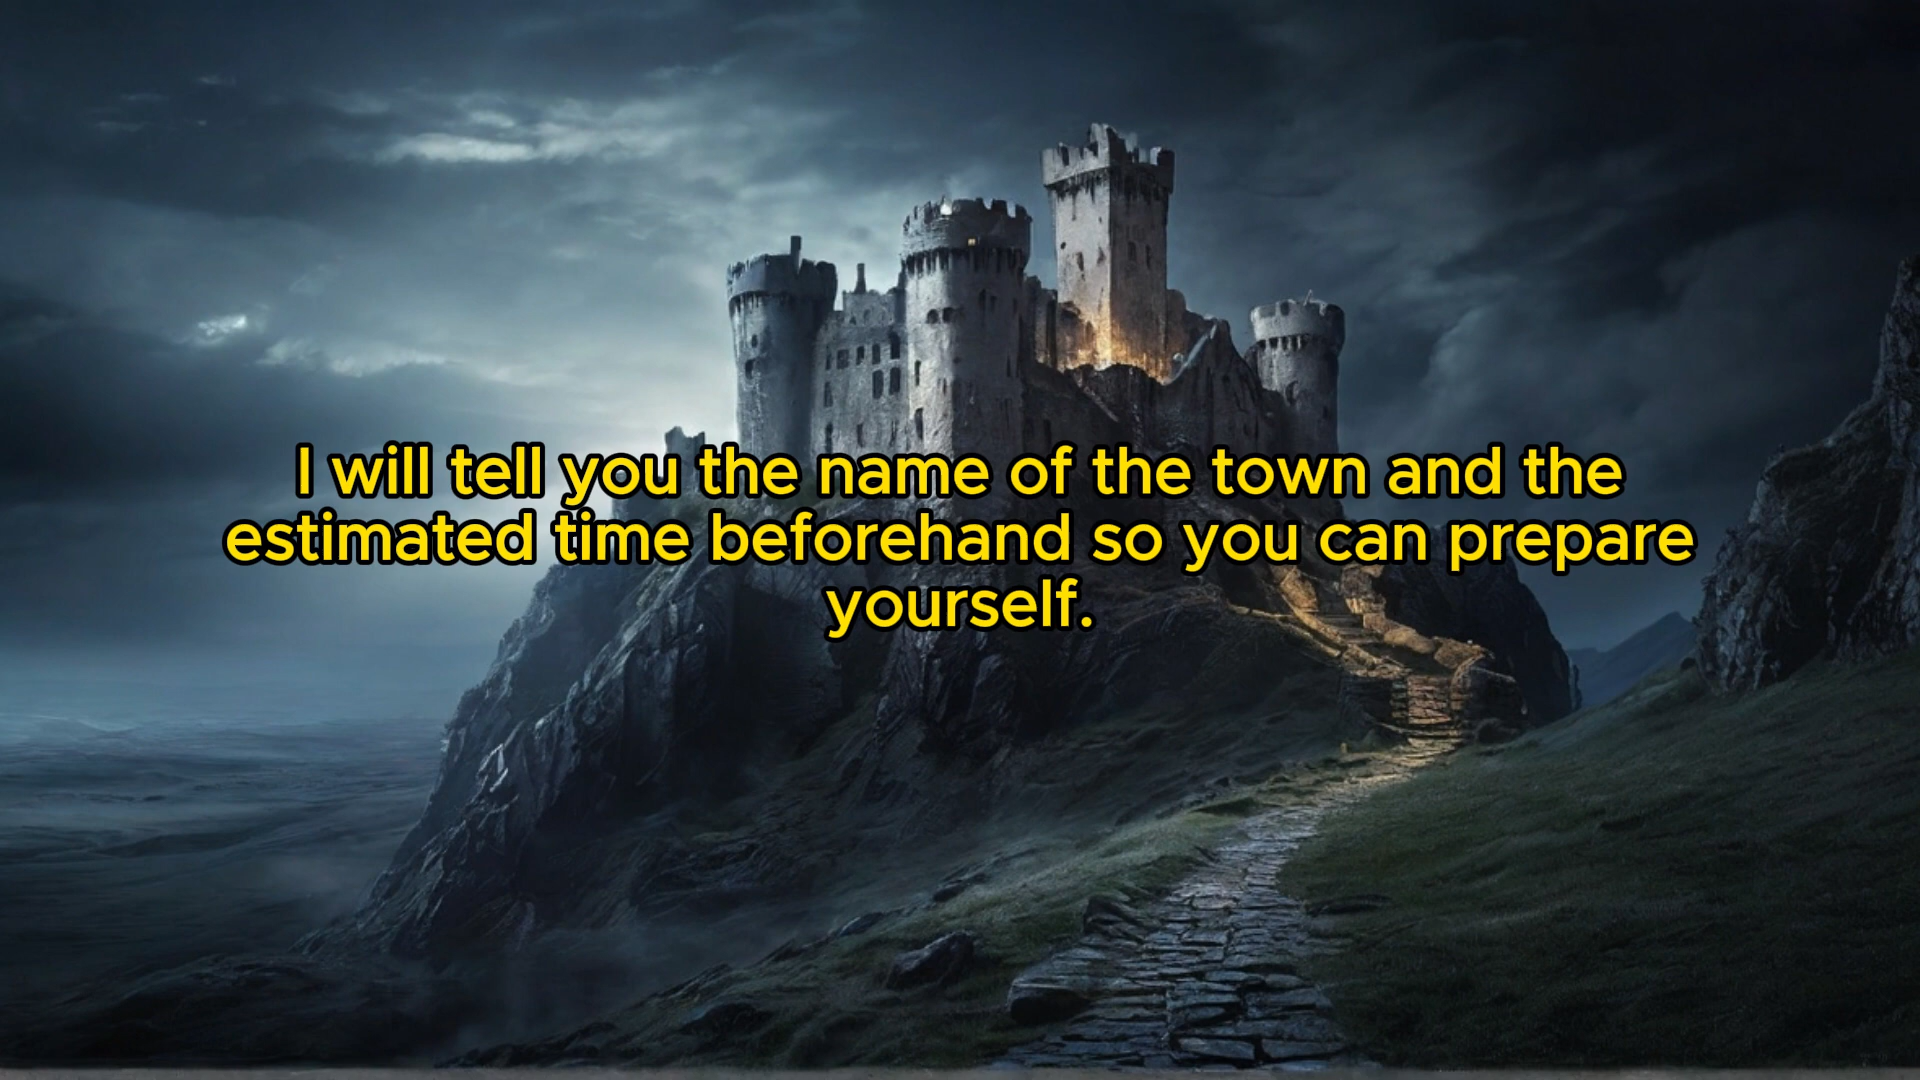 I will tell you the name of the town and the
estimated time beforehand so you can prepare
yourself.